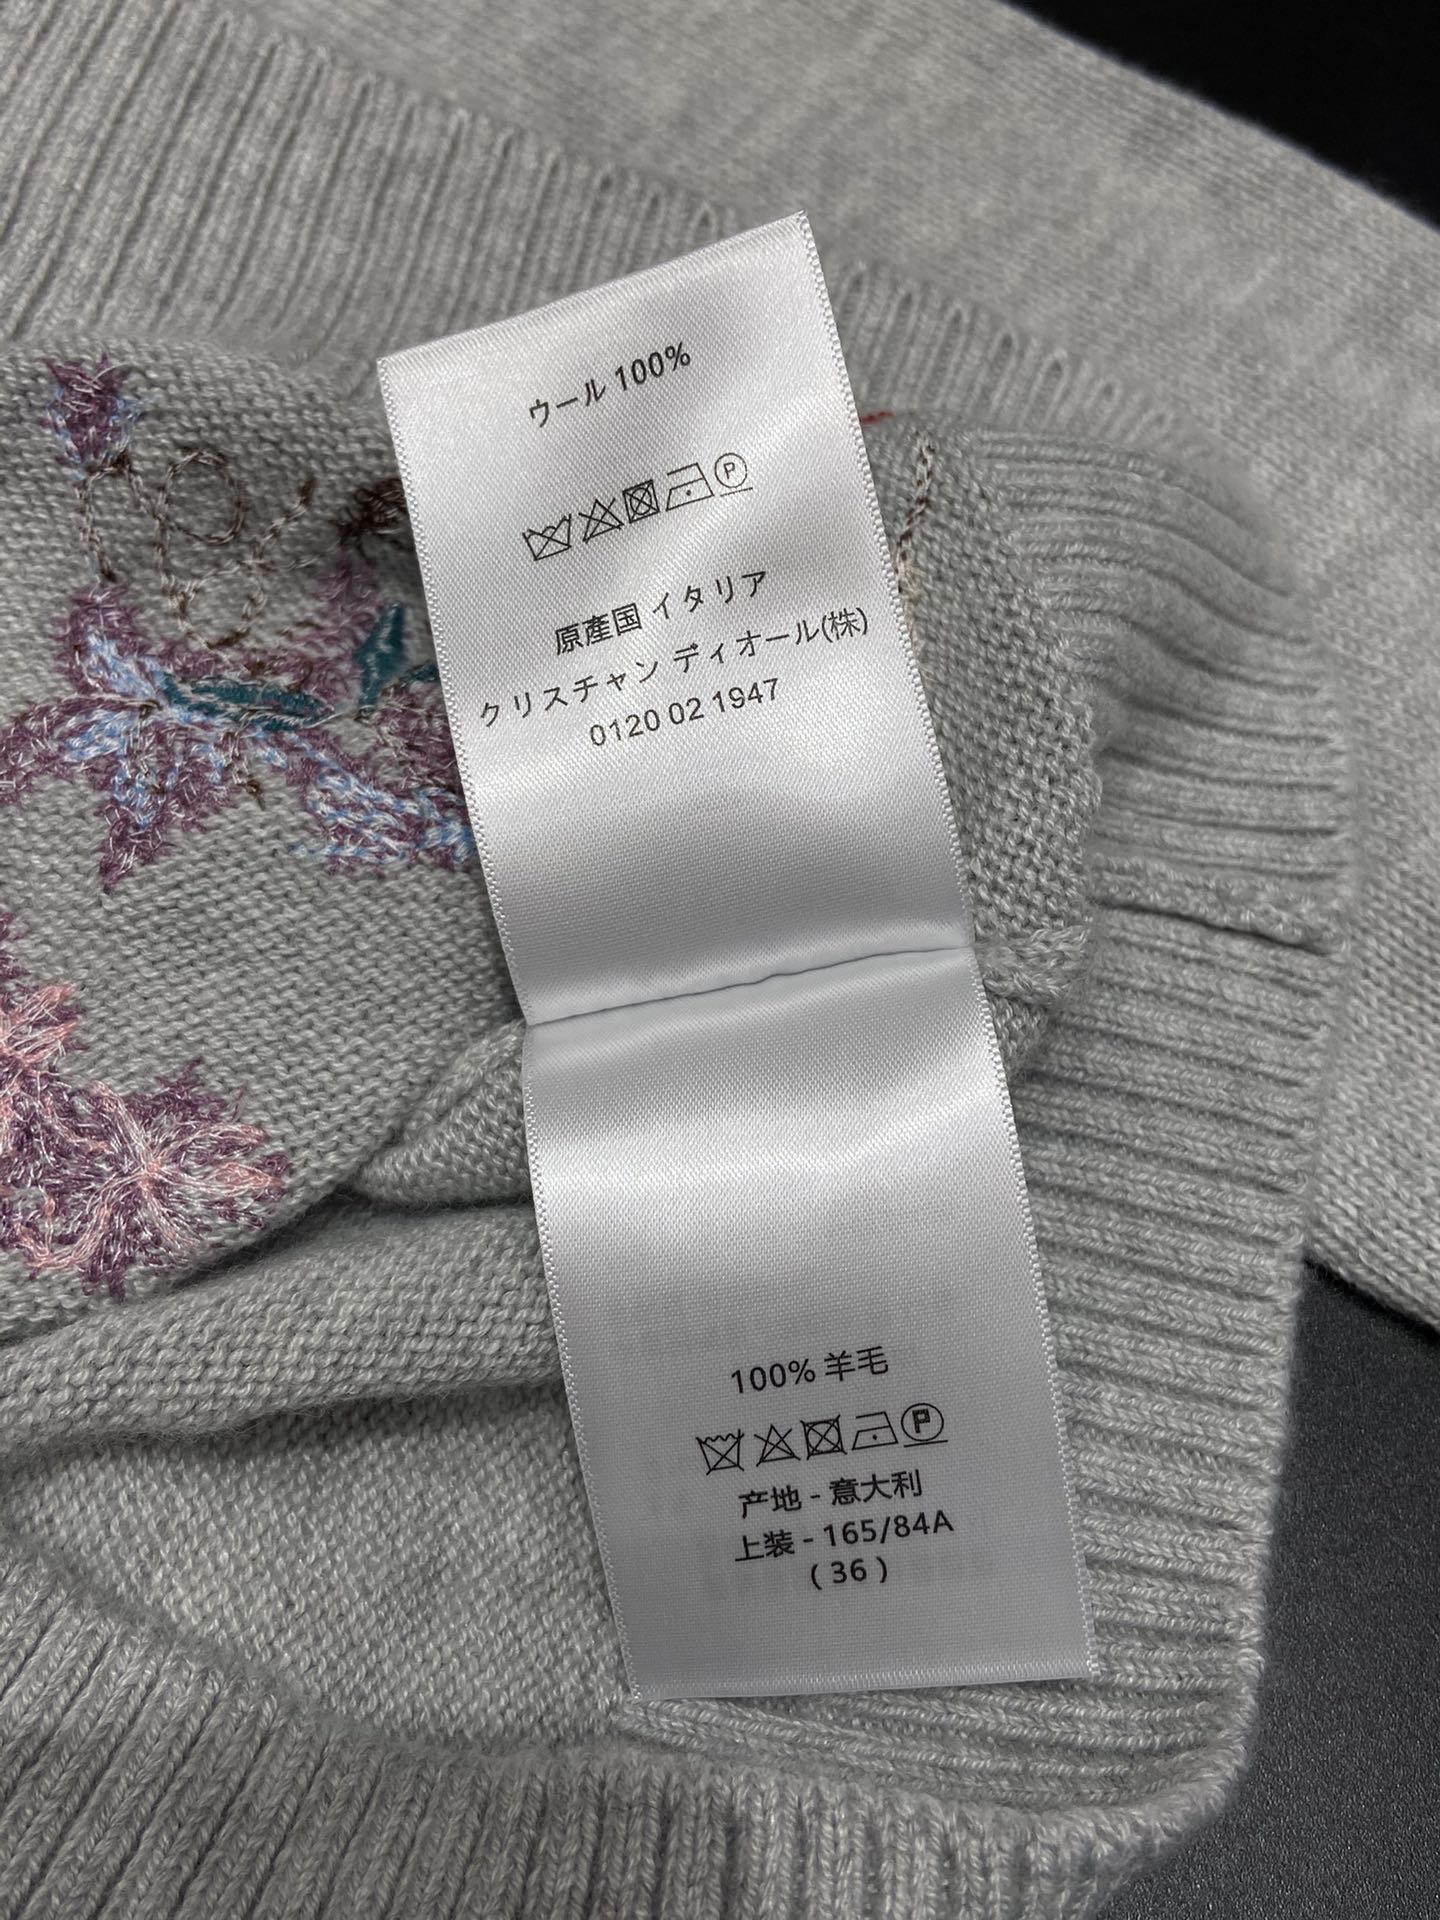 ウール 100%
P
原産国 イタリア
クリスチャン ディオール(株)
0120 02 1947
100% 羊毛
P
产地 - 意大利
上装 - 165/84A
( 36 )